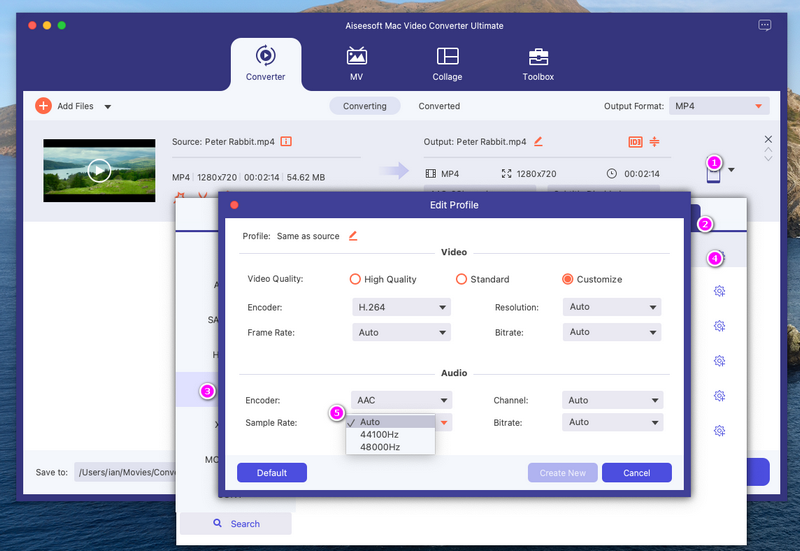 Aiseesoft Mac Video Converter Ultimate
Converter
MV
Collage
Toolbox
Add Files
Converting
Converted
Output Format:
MP4
Source: Peter Rabbit.mp4
Output: Peter Rabbit.mp4
MP4 1280x720 00:02:14 54.62 MB
MP4
1280x720
00:02:14
1
2
Edit Profile
Profile: Same as source
Video
4
Video Quality:
High Quality
Standard
Customize
Encoder:
H.264
Resolution:
Auto
Frame Rate:
Auto
Bitrate:
Auto
3
Audio
Encoder:
AAC
Channel:
Auto
5
Sample Rate:
Auto
44100Hz
48000Hz
Bitrate:
Auto
Save to:
/Users/ian/Movies/Conv
Default
Create New
Cancel
Search